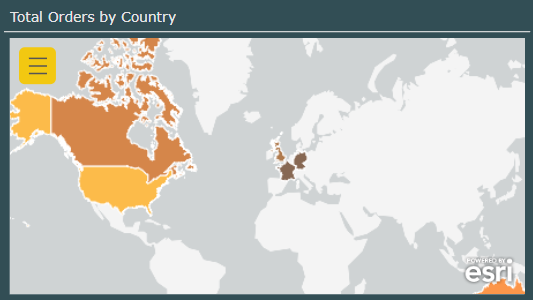 Total Orders by Country
POWERED BY
esri